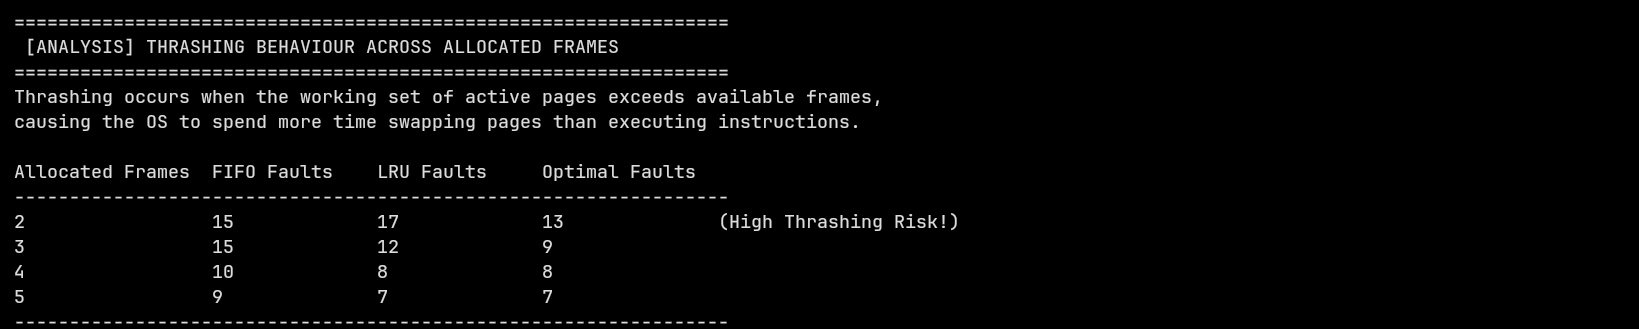 =================================================================
 [ANALYSIS] THRASHING BEHAVIOUR ACROSS ALLOCATED FRAMES
=================================================================
Thrashing occurs when the working set of active pages exceeds available frames,
causing the OS to spend more time swapping pages than executing instructions.

Allocated Frames  FIFO Faults    LRU Faults     Optimal Faults
-----------------------------------------------------------------
2                 15             17             13              (High Thrashing Risk!)
3                 15             12             9
4                 10             8              8
5                 9              7              7
-----------------------------------------------------------------